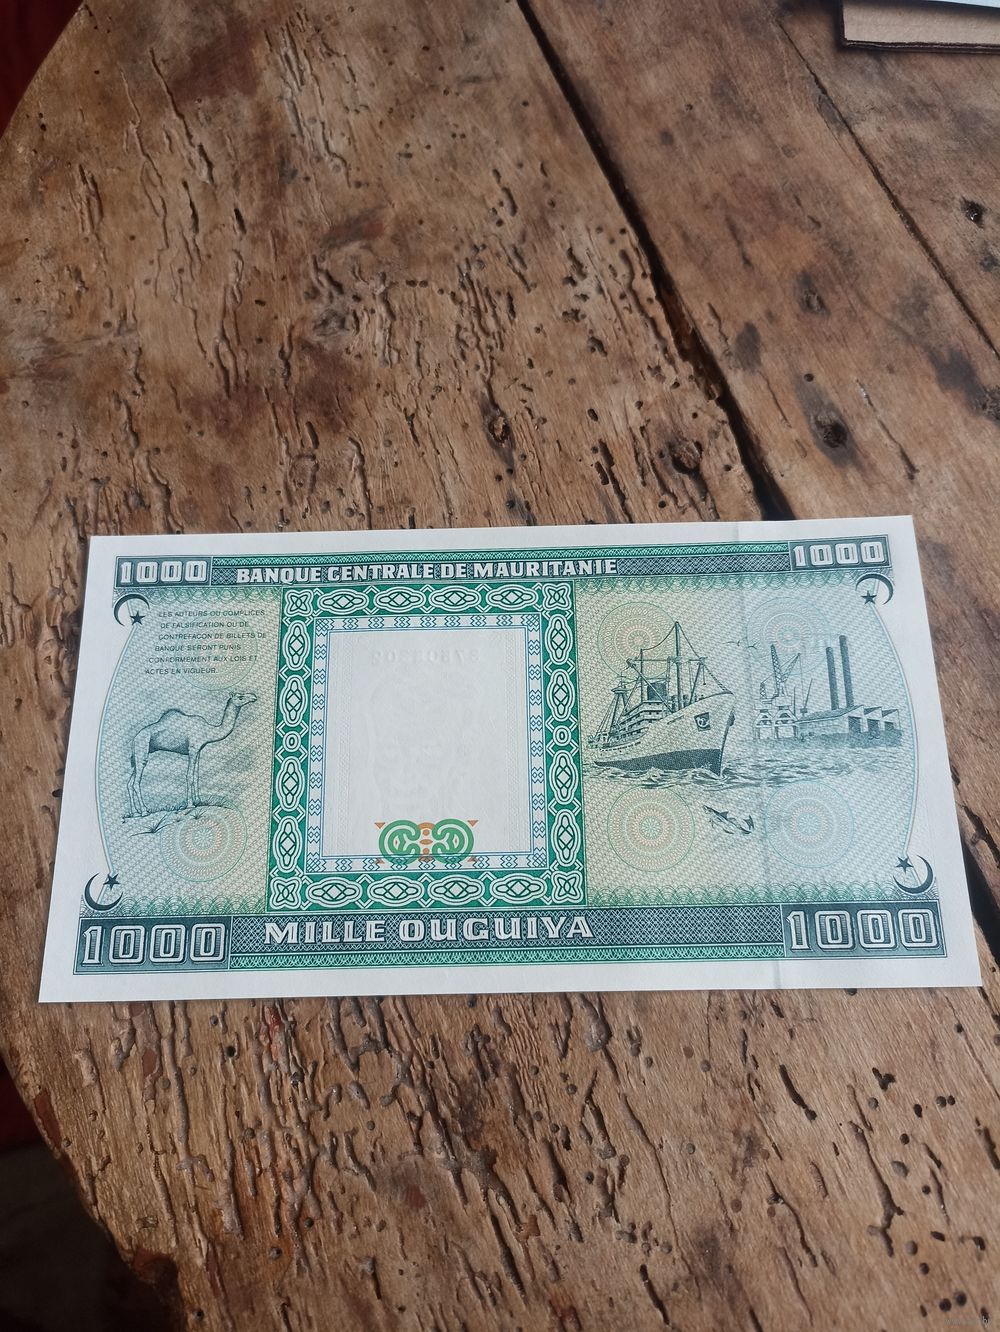 1000 BANQUE CENTRALE DE MAURITANIE 1000
LES AUTEURS OU COMPLICES
DE FALSIFICATION OU DE
CONTREFACON DE BILLETS DE
BANQUE SERONT PUNIS
CONFORMEMENT AUX LOIS ET
ACTES EN VIGUEUR.
1000 MILLE OUGUIYA 1000